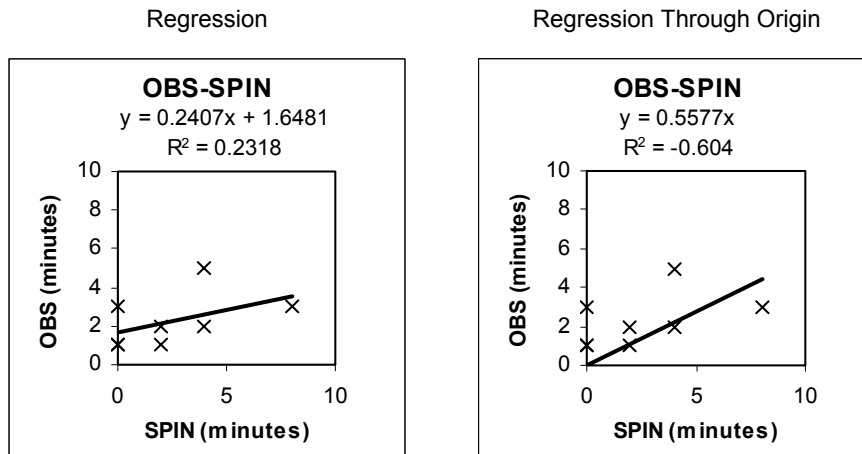 Regression
OBS-SPIN
y = 0.2407x + 1.6481
R² = 0.2318
10
8
6
4
2
0
OBS (minutes)
0 5 10
SPIN (minutes)
Regression Through Origin
OBS-SPIN
y = 0.5577x
R² = -0.604
10
8
6
4
2
0
OBS (minutes)
0 5 10
SPIN (minutes)